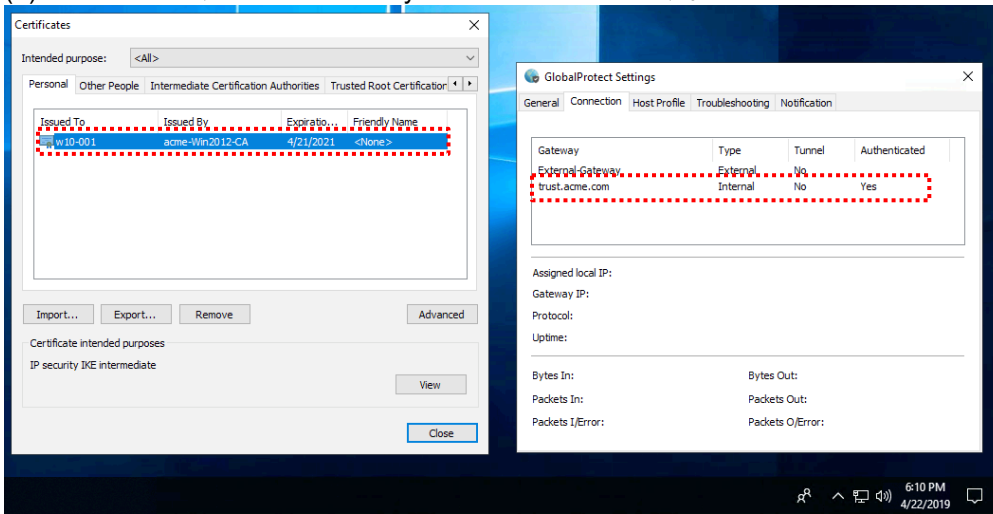 Certificates
Intended purpose: <All>
Personal Other People Intermediate Certification Authorities Trusted Root Certification
Issued To Issued By Expiratio... Friendly Name
w10-001 acme-Win2012-CA 4/21/2021 <None>
Import... Export... Remove Advanced
Certificate intended purposes
IP security IKE intermediate
View
Close
GlobalProtect Settings
General Connection Host Profile Troubleshooting Notification
Gateway Type Tunnel Authenticated
External-Gateway External No
trust.acme.com Internal No Yes
Assigned local IP:
Gateway IP:
Protocol:
Uptime:
Bytes In: Bytes Out:
Packets In: Packets Out:
Packets I/Error: Packets O/Error:
6:10 PM
4/22/2019